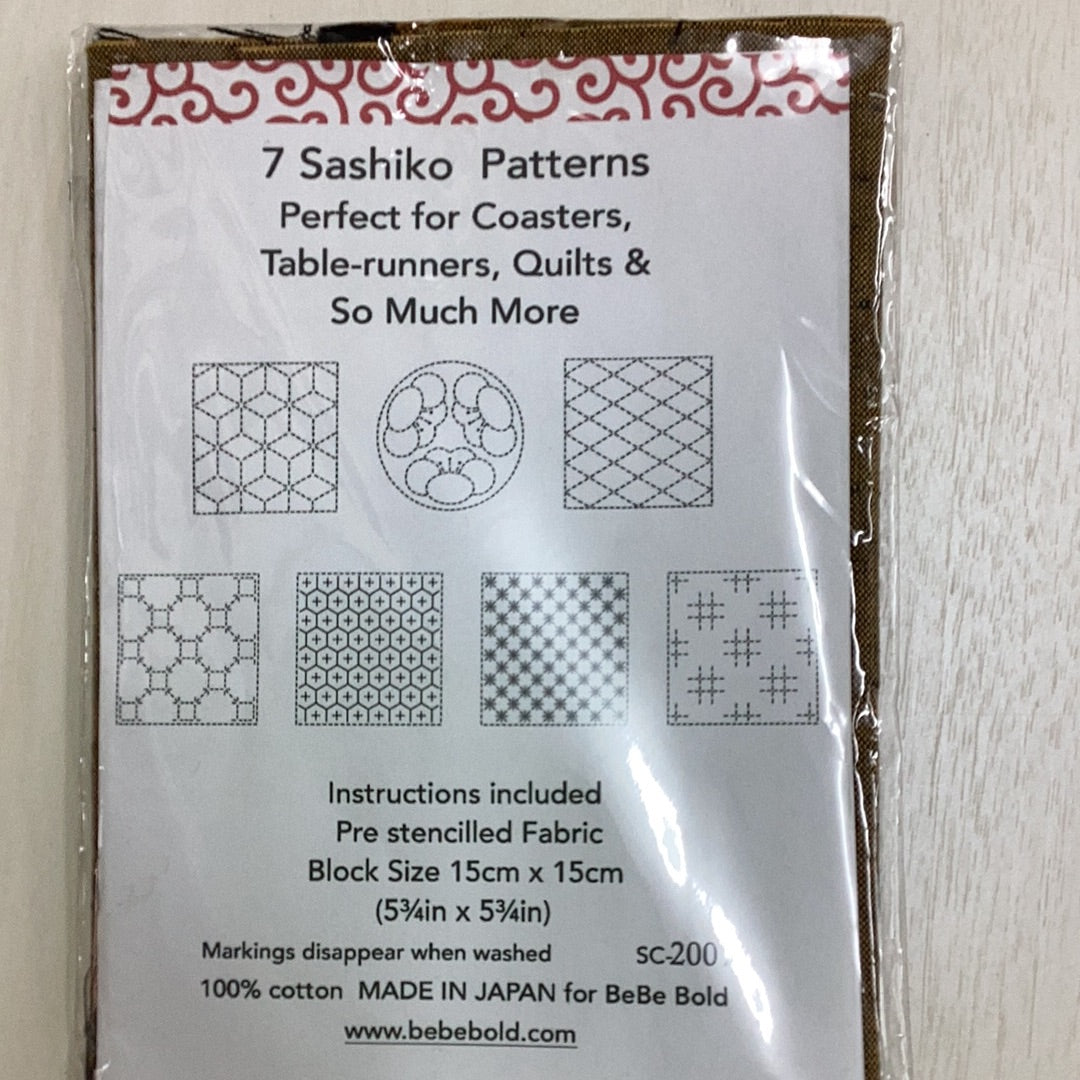 7 Sashiko Patterns
Perfect for Coasters,
Table-runners, Quilts &
So Much More
Instructions included
Pre stencilled Fabric
Block Size 15cm x 15cm
(5¾in x 5¾in)
Markings disappear when washed
100% cotton MADE IN JAPAN for BeBe Bold
www.bebebold.com